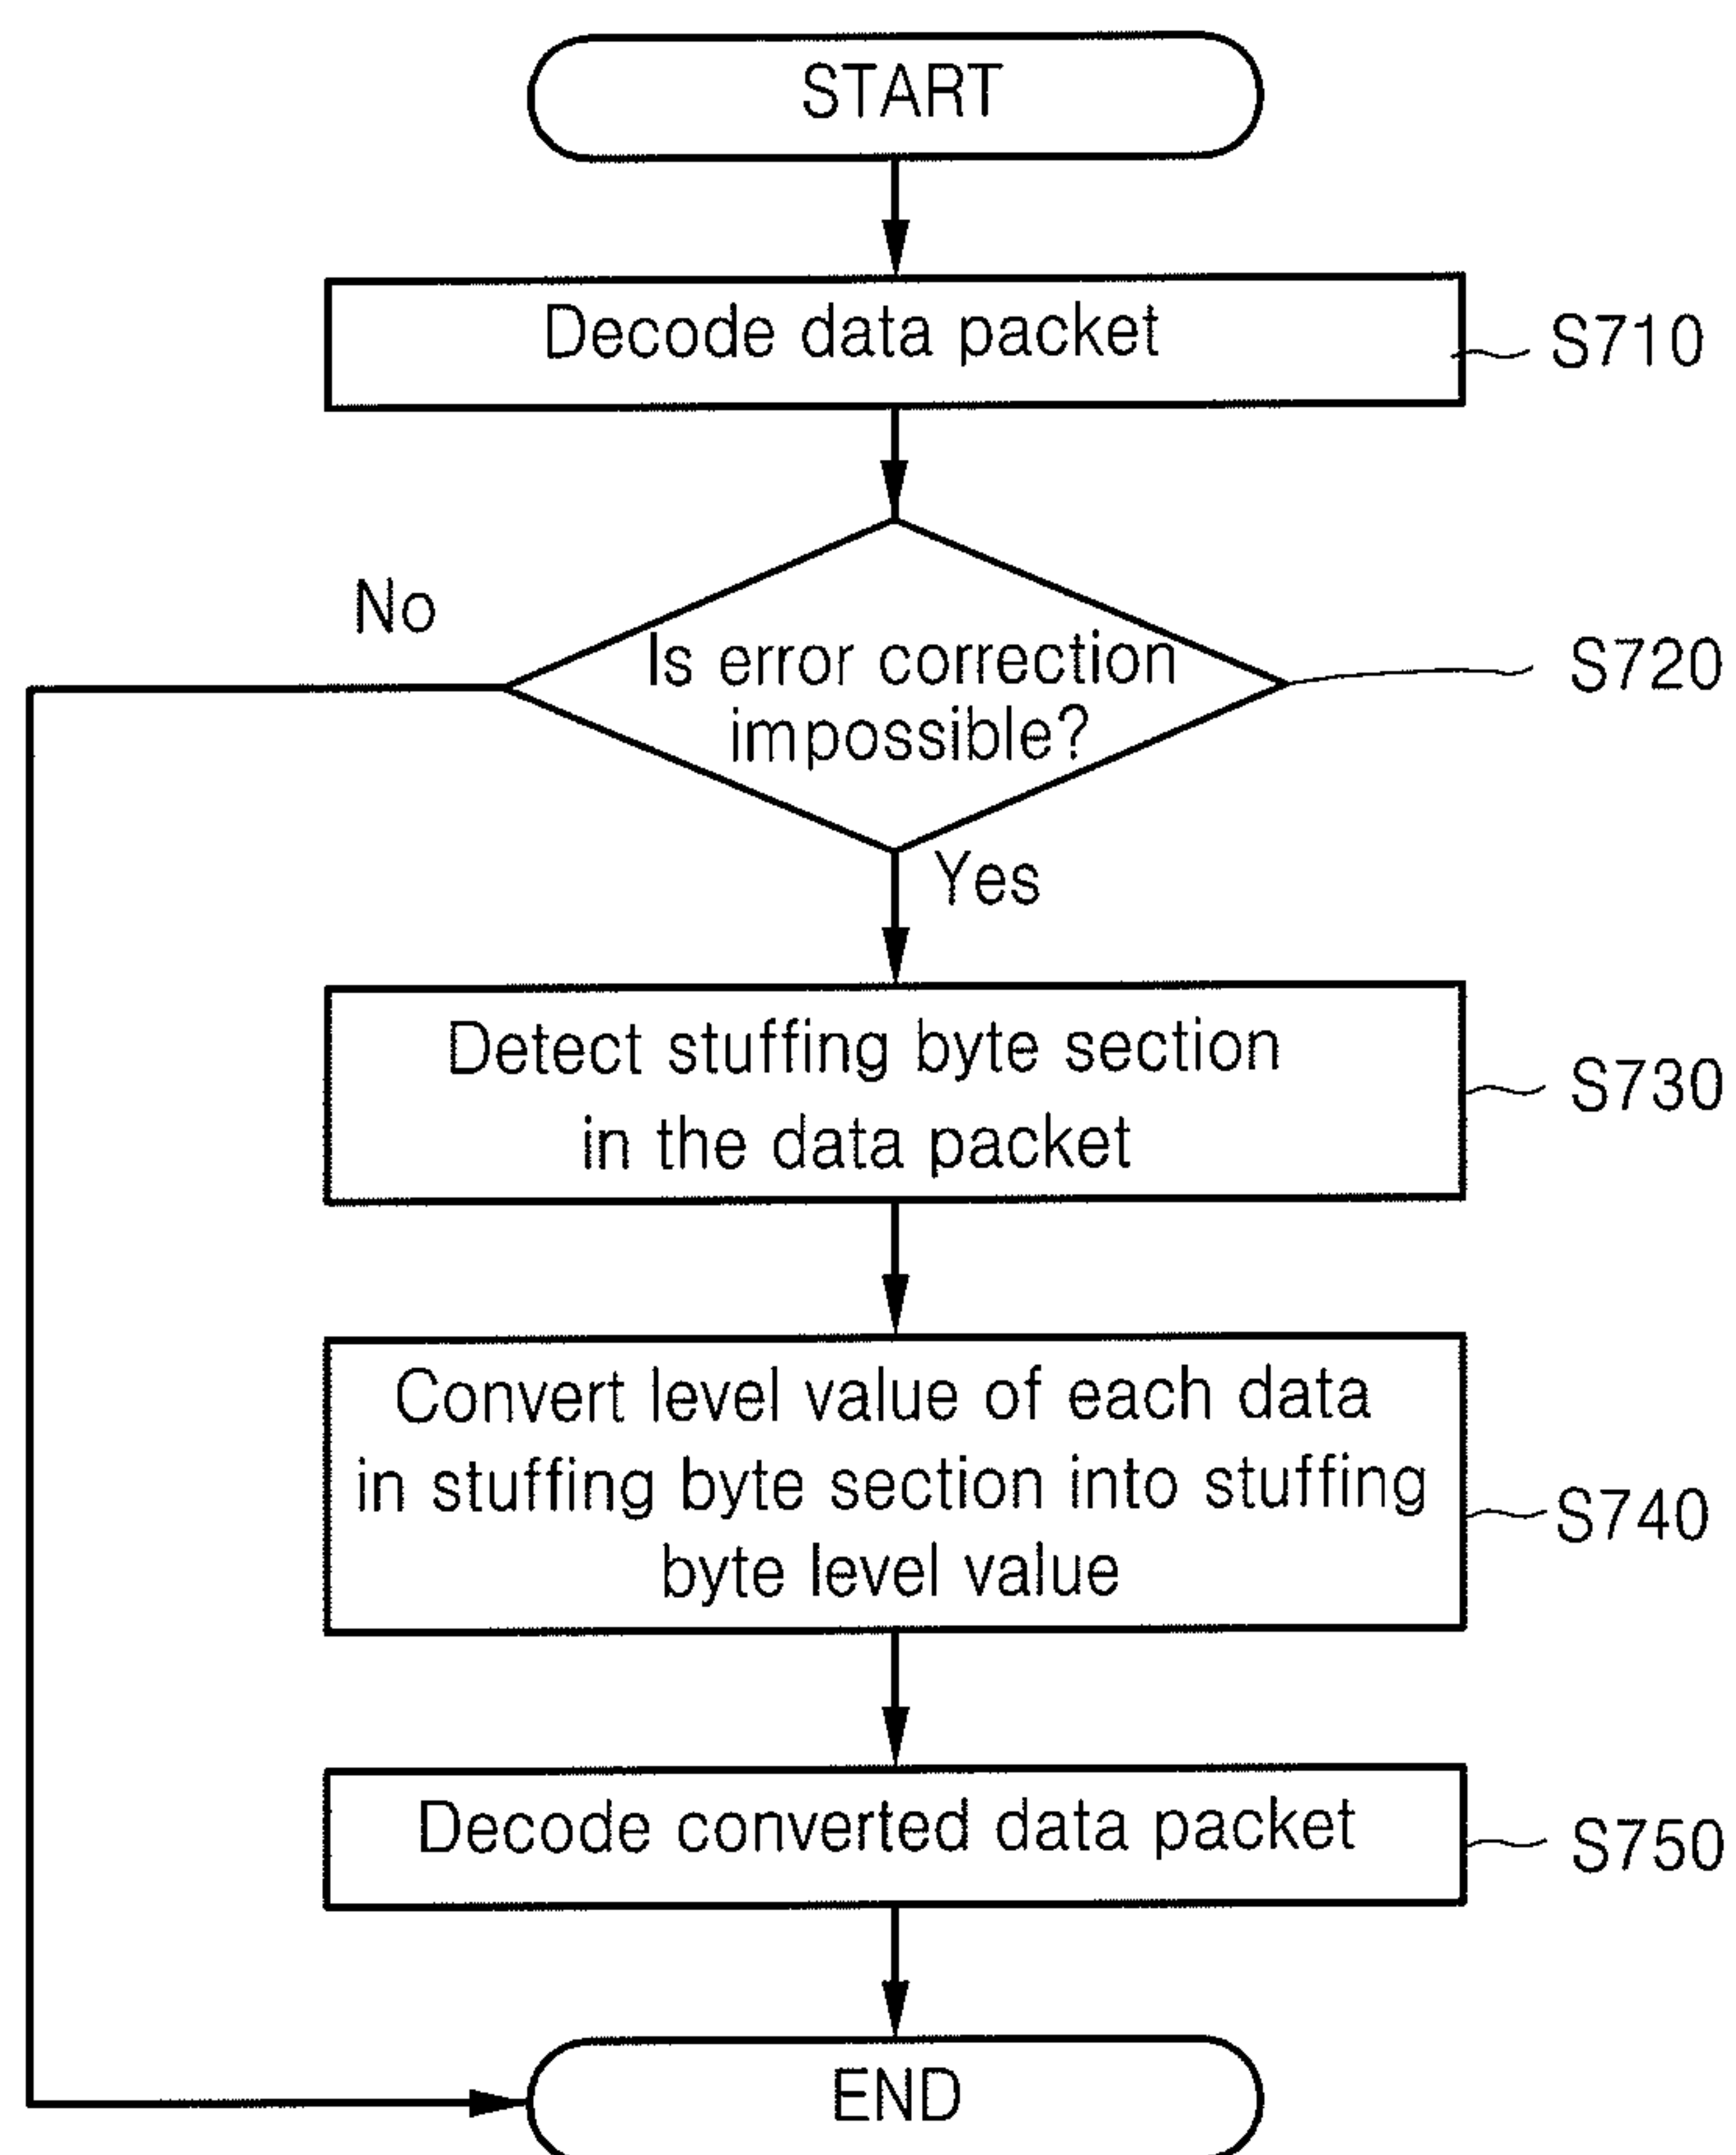 START
Decode data packet
S710
No
Is error correction
impossible?
S720
Yes
Detect stuffing byte section
in the data packet
S730
Convert level value of each data
in stuffing byte section into stuffing
byte level value
S740
Decode converted data packet
S750
END